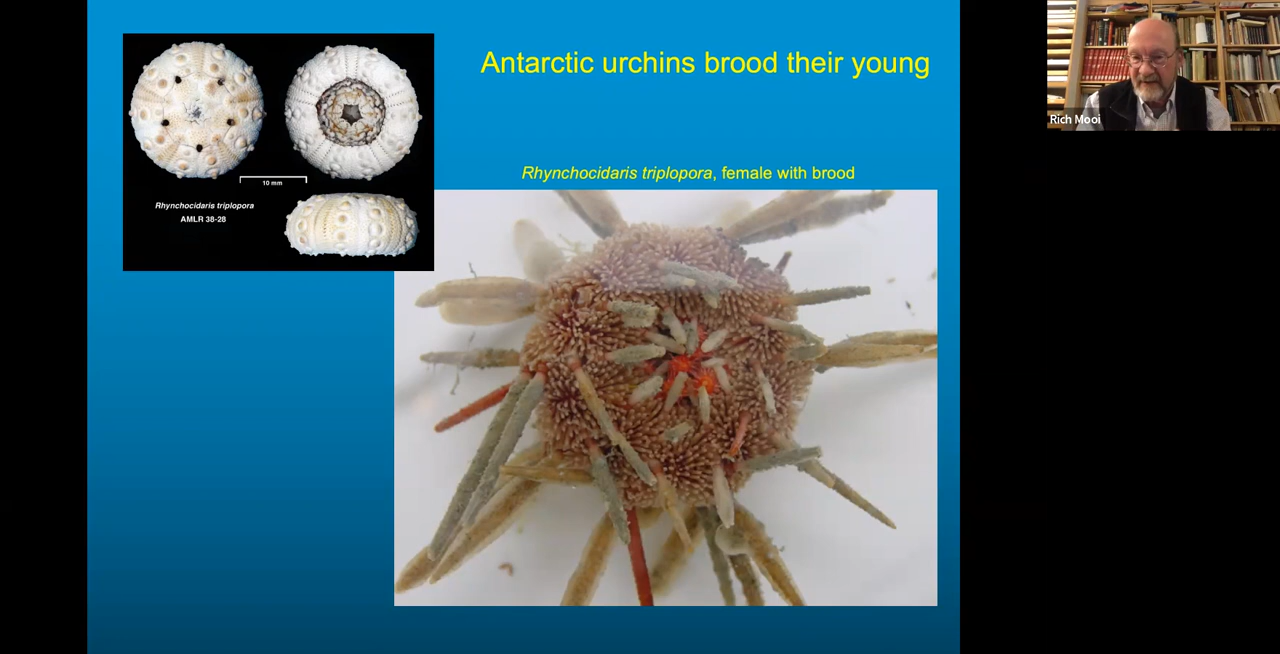 Antarctic urchins brood their young
Rhynchocidaris triplopora, female with brood
10 mm
Rhynchocidaris triplopora
AMLR 38-28
Rich Mooi